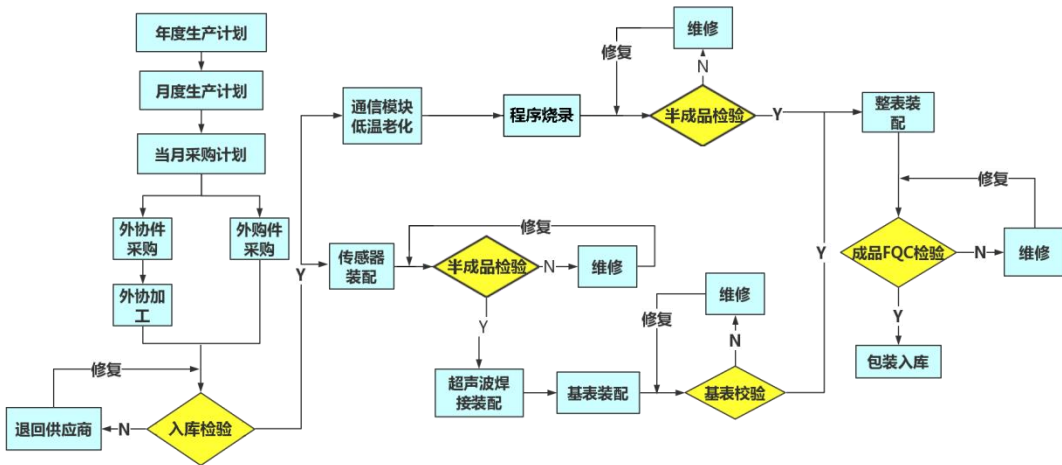 年度生产计划
月度生产计划
当月采购计划
外协件
采购
外购件
采购
外协加
工
修复
退回供应商
N
入库检验
Y
通信模块
低温老化
程序烧录
修复
维修
N
半成品检验
Y
传感器
装配
修复
半成品检验
N
维修
Y
超声波焊
接装配
基表装配
修复
维修
N
基表校验
Y
整表装
配
修复
成品FQC检验
N
维修
Y
包装入库